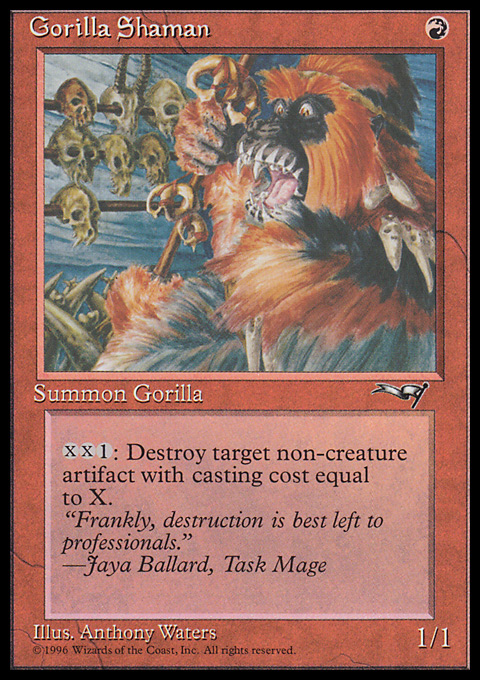 Gorilla Shaman
Summon Gorilla
X X 1: Destroy target non-creature
artifact with casting cost equal
to X.
“Frankly, destruction is best left to
professionals.”
—Jaya Ballard, Task Mage
Illus. Anthony Waters
1/1
©1996 Wizards of the Coast, Inc. All rights reserved.